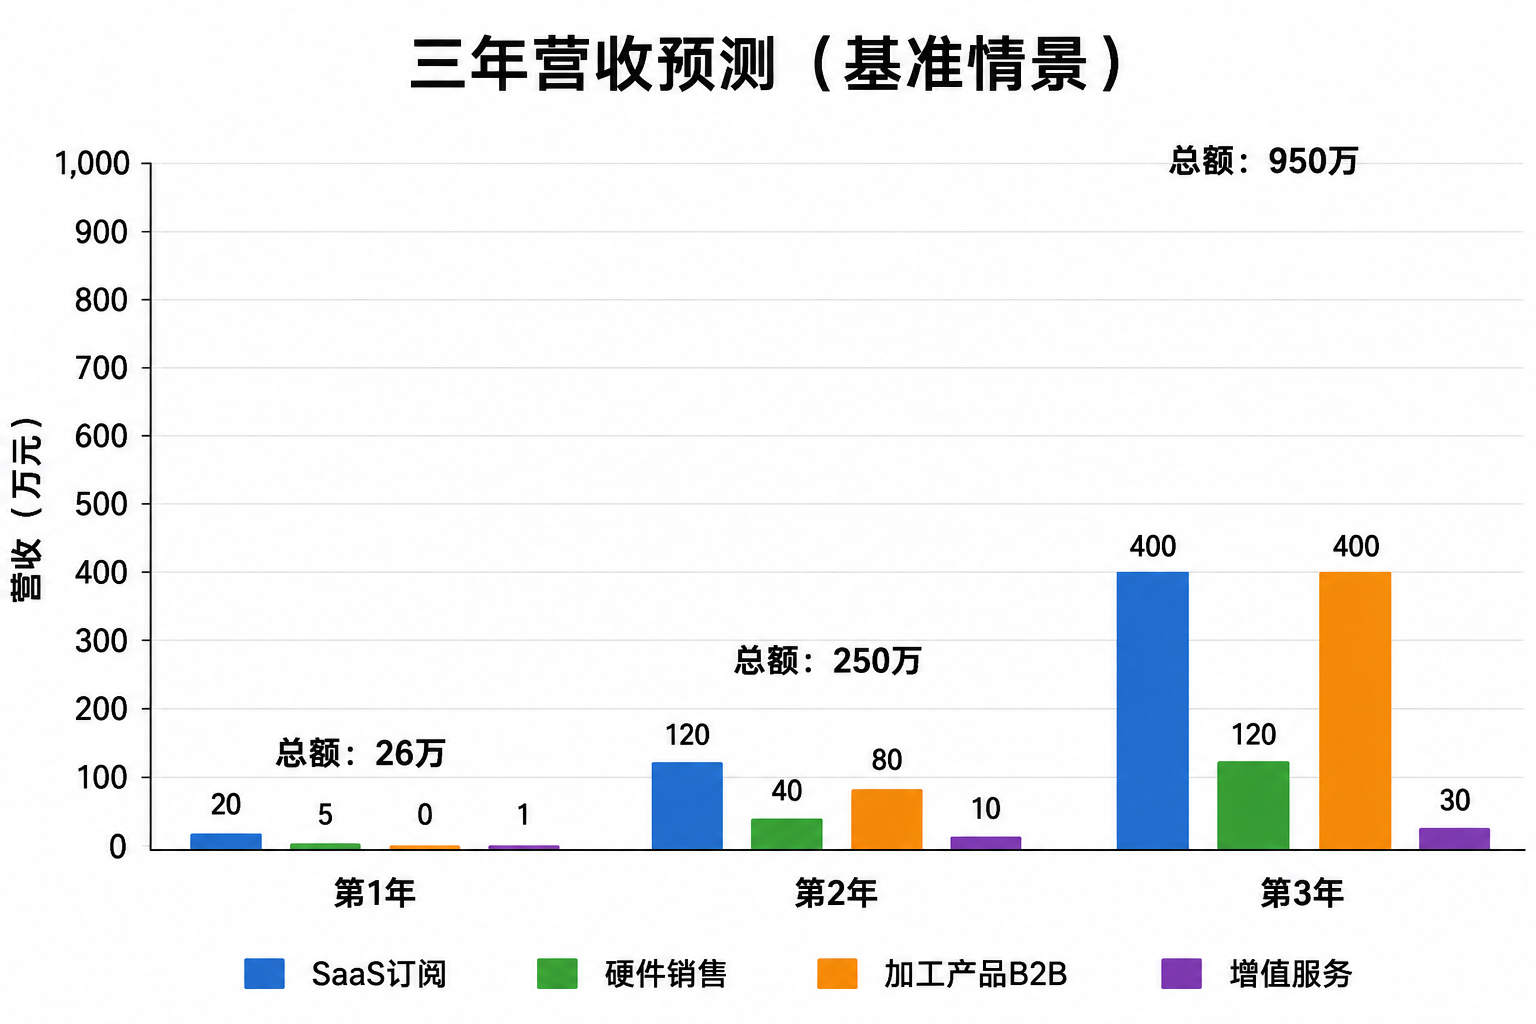 三年营收预测（基准情景）
营收（万元）
1,000
900
800
700
600
500
400
300
200
100
0
总额：26万
20
5
0
1
总额：250万
120
40
80
10
总额：950万
400
120
400
30
第1年
第2年
第3年
SaaS订阅
硬件销售
加工产品B2B
增值服务